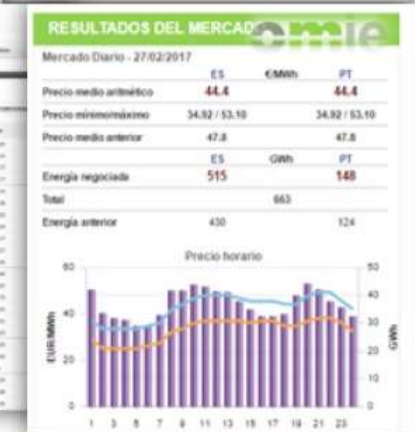 RESULTADOS DEL MERCADO
omie
Mercado Diario - 27/02/2017
ES €/MWh PT
Precio medio aritmético 44.4 44.4
Precio mínimo/máximo 34.92 / 53.10 34.92 / 53.10
Precio medio anterior 47.8 47.8
ES GWh PT
Energía negociada 515 148
Total 663
Energía anterior 430 124
Precio horario
60 50
40
40 30
20
20 10
0 0
EUR/MWh
GWh
1 3 5 7 9 11 13 15 17 19 21 23